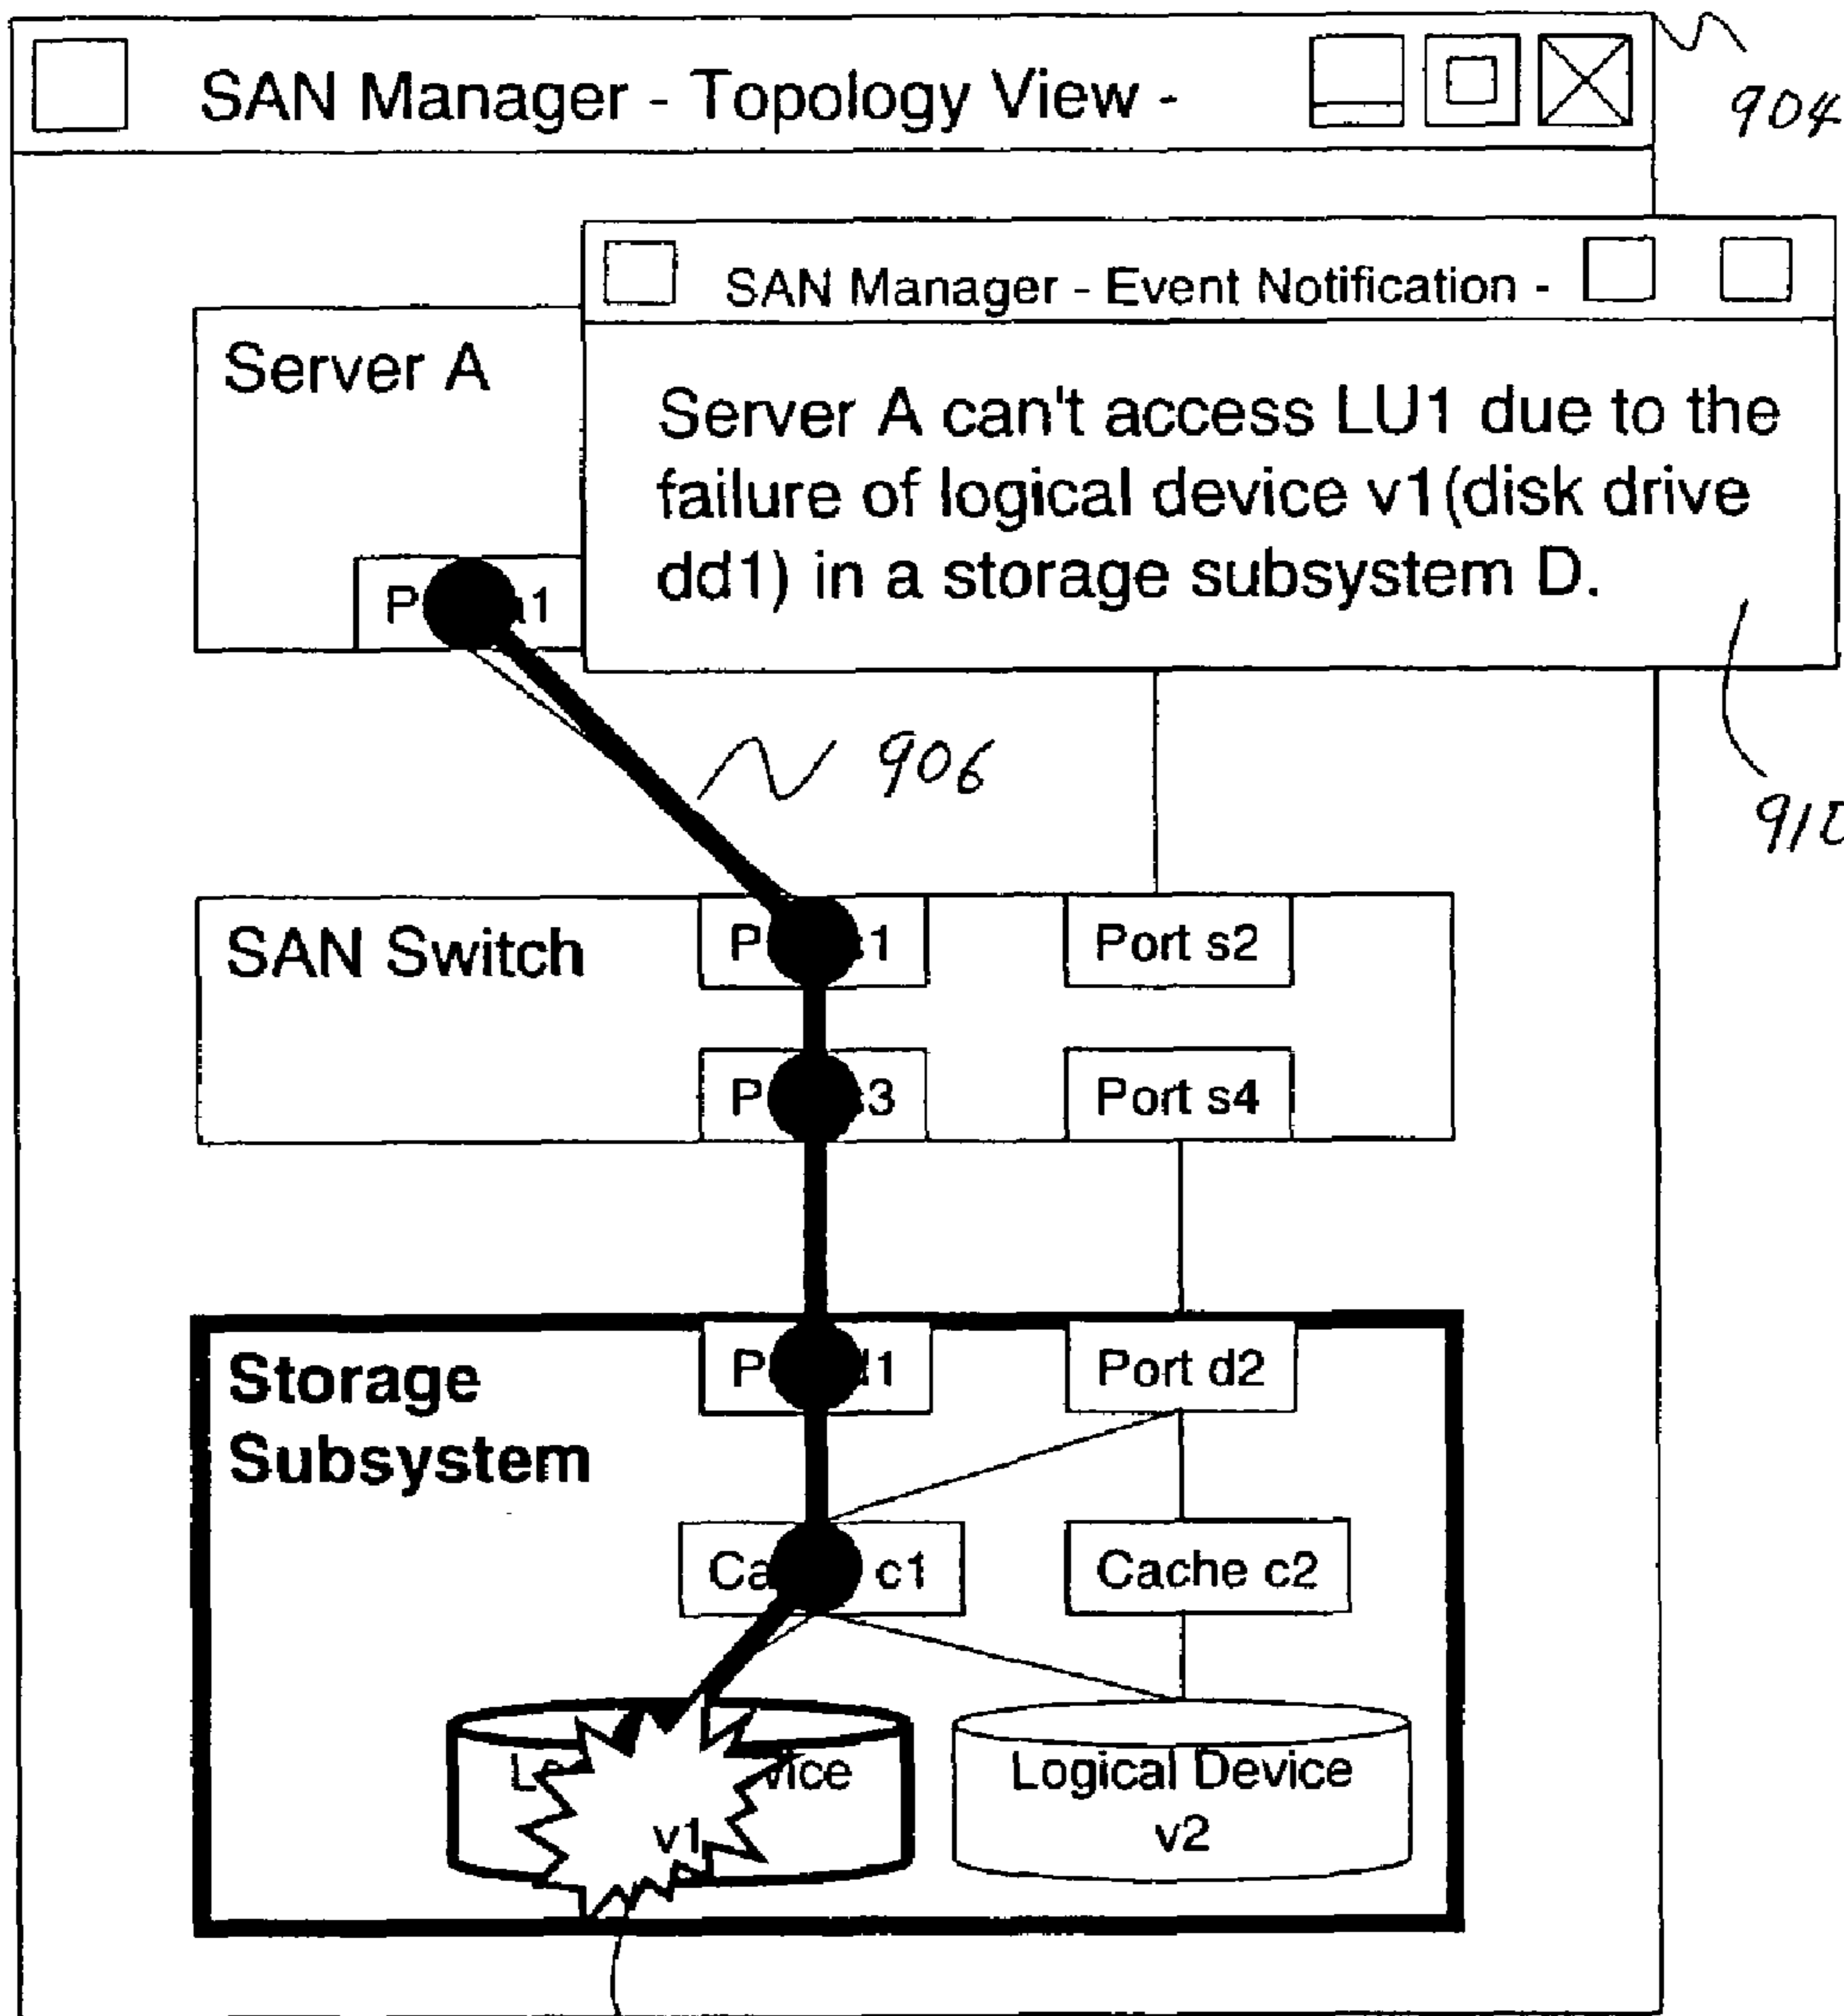 SAN Manager - Topology View -
904
SAN Manager - Event Notification -
Server A
Server A can't access LU1 due to the
failure of logical device v1(disk drive
dd1) in a storage subsystem D.
906
910
SAN Switch
Port s2
Port s4
Storage
Subsystem
Port d2
c1
Cache c2
v1
Logical Device
v2